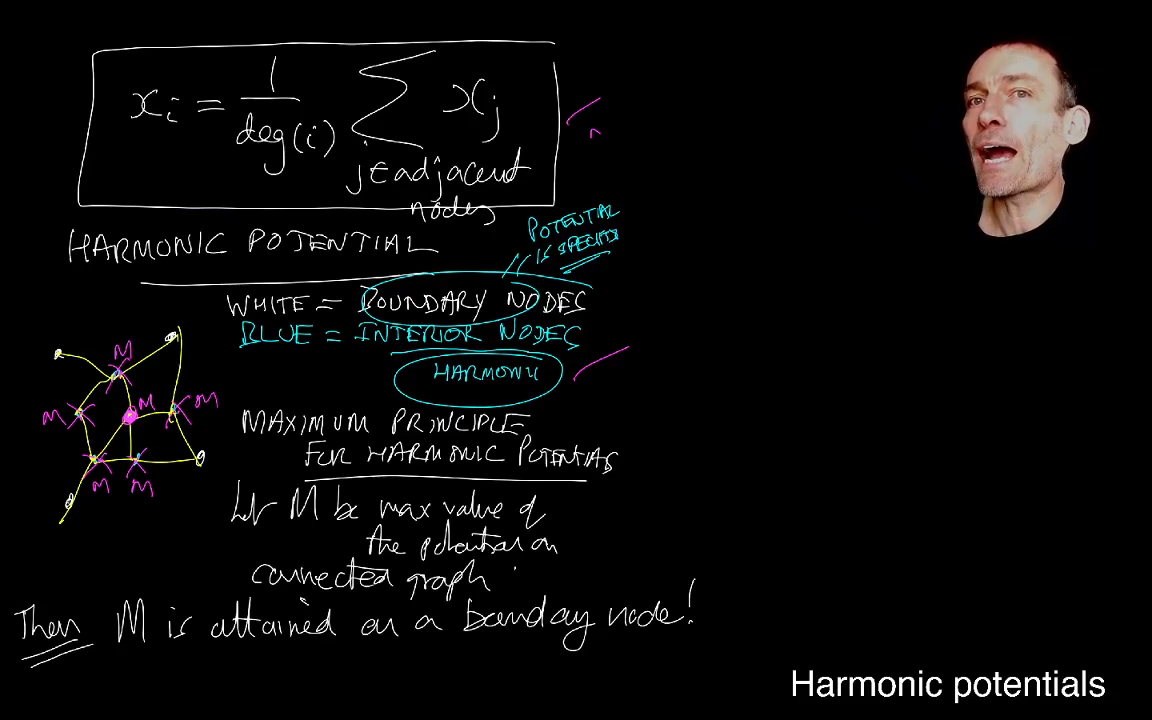 xᵢ = 1/deg(i) Σ xⱼ
j∈adjacent
nodes
HARMONIC POTENTIAL
POTENTIAL
IS SPECIFIED
WHITE = BOUNDARY NODES
BLUE = INTERIOR NODES
HARMONIC
M
M
M
M
M
M
MAXIMUM PRINCIPLE
FOR HARMONIC POTENTIALS
Let M be max value of
the potential on
connected graph.
Then M is attained on a boundary node!
Harmonic potentials